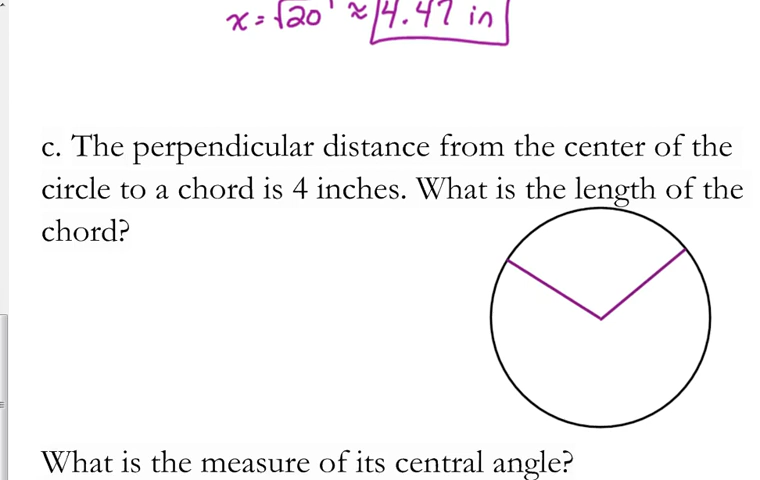 x = √20 ≈ 4.47 in
c. The perpendicular distance from the center of the
circle to a chord is 4 inches. What is the length of the
chord?
What is the measure of its central angle?